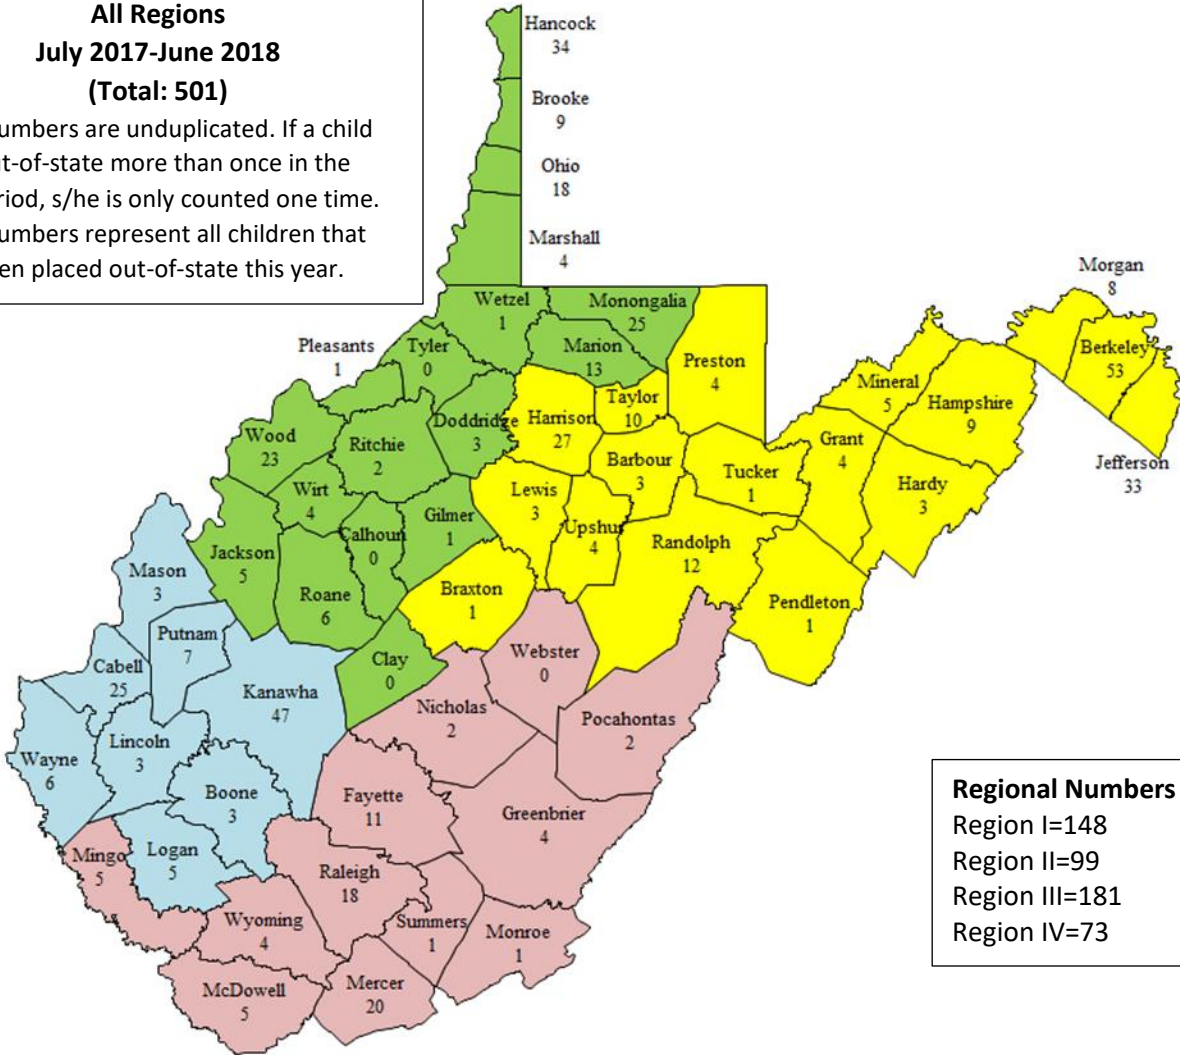 All Regions
July 2017-June 2018
(Total: 501)
umbers are unduplicated. If a child
t-of-state more than once in the
riod, s/he is only counted one time.
umbers represent all children that
en placed out-of-state this year.
Hancock
34
Brooke
9
Ohio
18
Marshall
4
Wetzel
1
Monongalia
25
Morgan
8
Pleasants
1
Tyler
0
Marion
13
Preston
4
Berkeley
53
Mineral
5
Hampshire
9
Taylor
10
Doddridge
3
Harrison
27
Wood
23
Ritchie
2
Grant
4
Barbour
3
Tucker
1
Jefferson
33
Hardy
3
Wirt
4
Lewis
3
Gilmer
1
Upshur
4
Calhoun
0
Randolph
12
Jackson
5
Mason
3
Roane
6
Braxton
1
Pendleton
1
Putnam
7
Clay
0
Webster
0
Cabell
25
Kanawha
47
Nicholas
2
Pocahontas
2
Lincoln
3
Wayne
6
Boone
3
Fayette
11
Greenbrier
4
Mingo
5
Logan
5
Raleigh
18
Wyoming
4
Summers
1
Monroe
1
McDowell
5
Mercer
20
Regional Numbers
Region I=148
Region II=99
Region III=181
Region IV=73